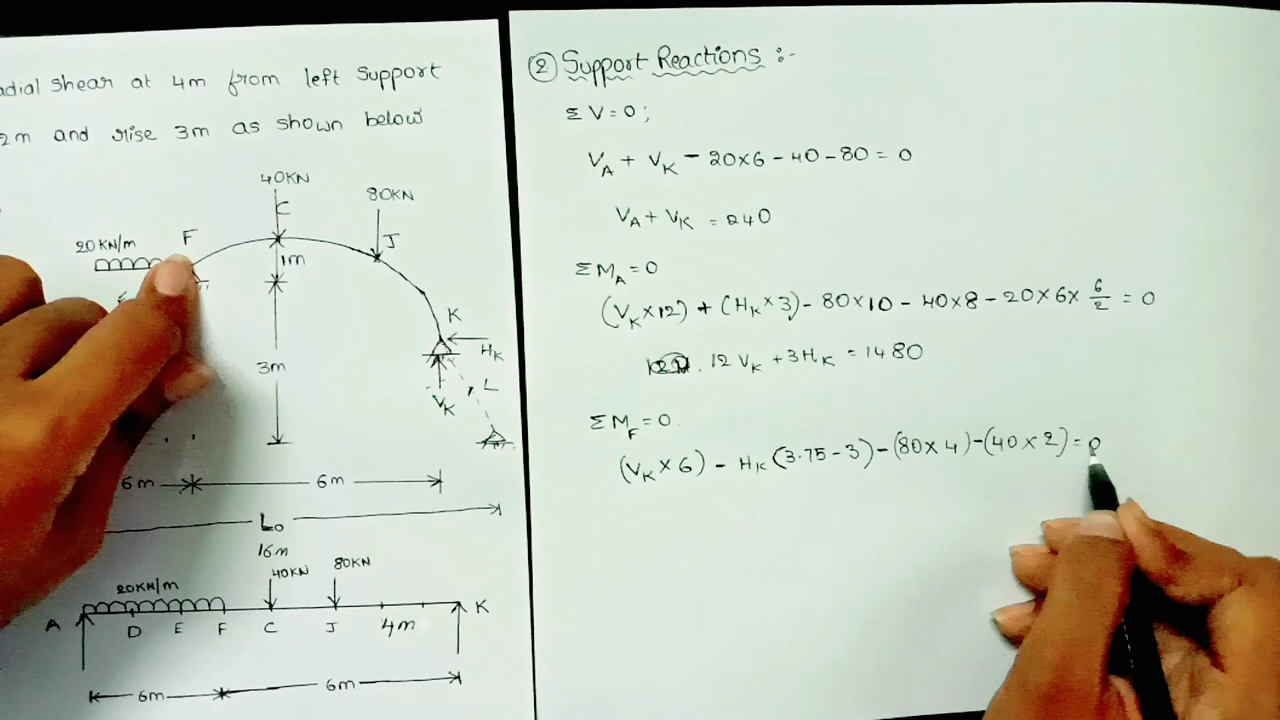 adial Shear at 4m from left Support
2m and rise 3m as shown below
40KN
C
80KN
20 KN/m
F
J
1m
K
H_K
3m
V_K
L
6m
6m
L₀
16m
20KN/m
40KN
80KN
A
D
E
F
C
J
4m
K
6m
6m
② Support Reactions :-
ΣV = 0 ;
V_A + V_K - 20×6 - 40 - 80 = 0
V_A + V_K = 240
ΣM_A = 0
(V_K × 12) + (H_K × 3) - 80×10 - 40×8 - 20×6× 6/2 = 0
12 V_K + 3H_K = 1480
ΣM_F = 0.
(V_K × 6) - H_K (3.75 - 3) - (80 × 4) - (40 × 2) = 0